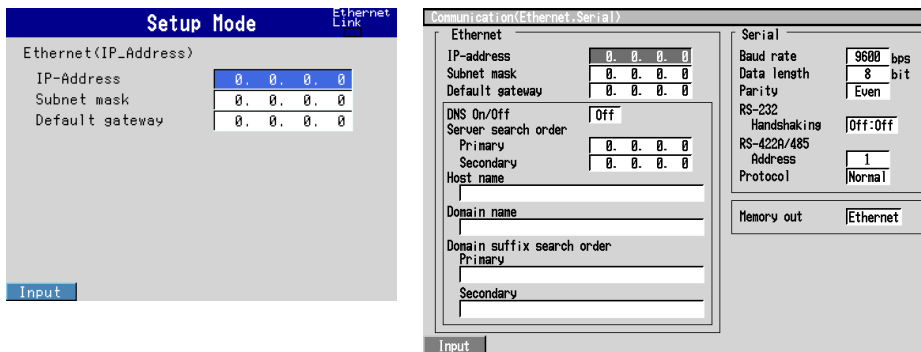 Setup Mode
Ethernet
Link
Ethernet(IP_Address)
IP-Address 0. 0. 0. 0
Subnet mask 0. 0. 0. 0
Default gateway 0. 0. 0. 0
Input
Communication(Ethernet,Serial)
Ethernet
IP-address 0. 0. 0. 0
Subnet mask 0. 0. 0. 0
Default gateway 0. 0. 0. 0
DNS On/Off Off
Server search order
Primary 0. 0. 0. 0
Secondary 0. 0. 0. 0
Host name
Domain name
Domain suffix search order
Primary
Secondary
Serial
Baud rate 9600 bps
Data length 8 bit
Parity Even
RS-232
Handshaking Off:Off
RS-422A/485
Address 1
Protocol Normal
Memory out Ethernet
Input